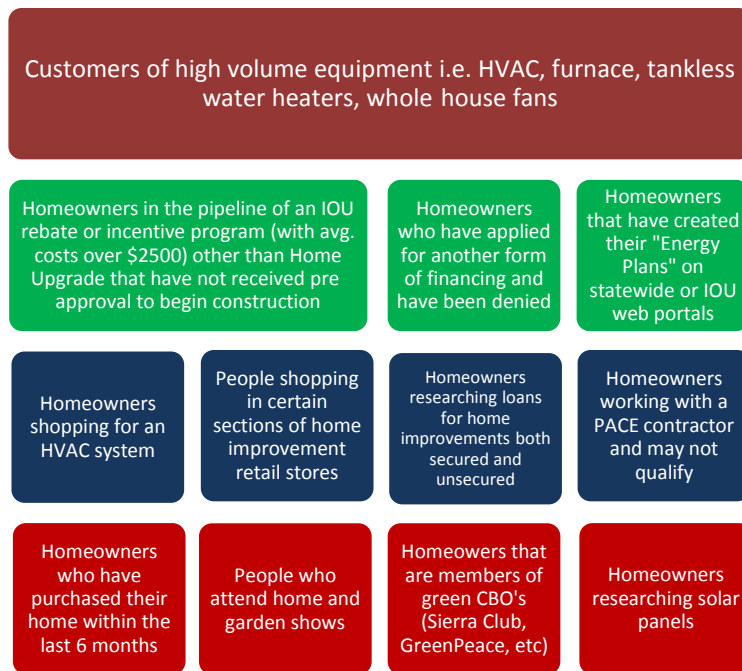 Customers of high volume equipment i.e. HVAC, furnace, tankless
water heaters, whole house fans
Homeowners in the pipeline of an IOU
rebate or incentive program (with avg.
costs over $2500) other than Home
Upgrade that have not received pre
approval to begin construction
Homeowners
who have applied
for another form
of financing and
have been denied
Homeowners
that have created
their "Energy
Plans" on
statewide or IOU
web portals
Homeowners
shopping for an
HVAC system
People shopping
in certain
sections of home
improvement
retail stores
Homeowners
researching loans
for home
improvements both
secured and
unsecured
Homeowners
working with a
PACE contractor
and may not
qualify
Homeowners
who have
purchased their
home within the
last 6 months
People who
attend home and
garden shows
Homeowers that
are members of
green CBO's
(Sierra Club,
GreenPeace, etc)
Homeowners
researching solar
panels